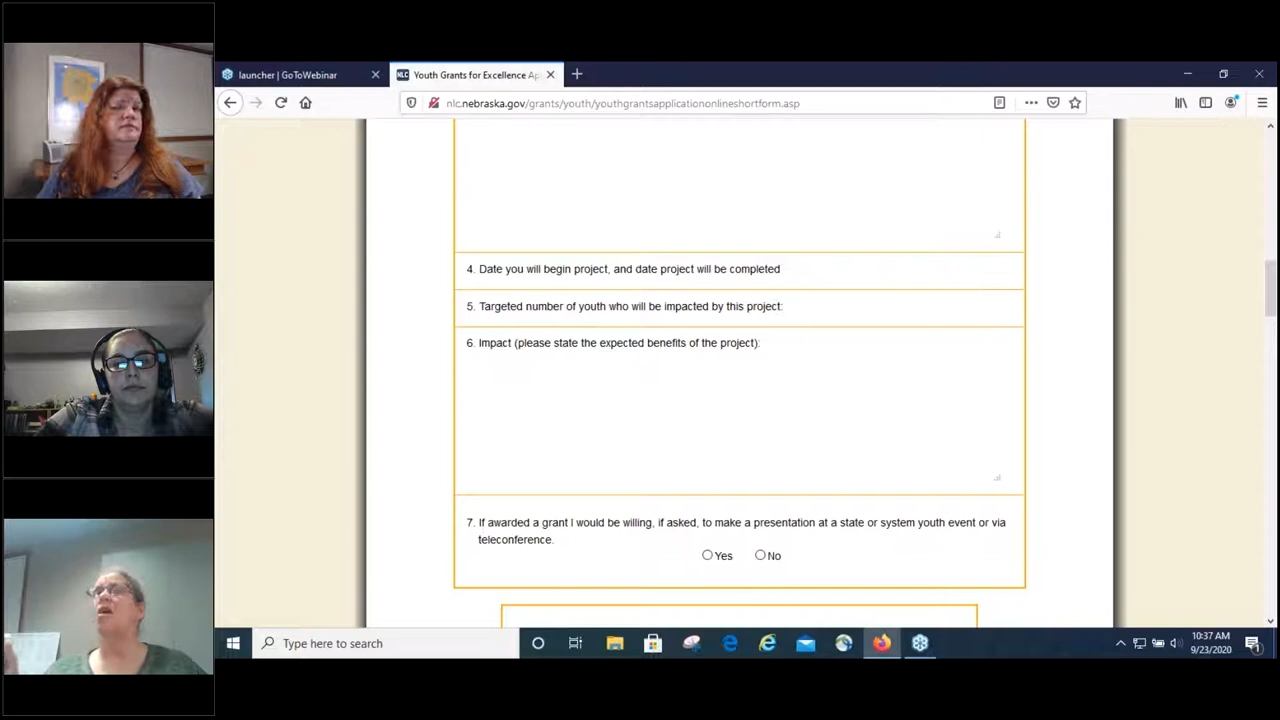 launcher | GoToWebinar
NLC Youth Grants for Excellence Ap
nlc.nebraska.gov/grants/youth/youthgrantsapplicationonlineshortform.asp
4. Date you will begin project, and date project will be completed
5. Targeted number of youth who will be impacted by this project:
6. Impact (please state the expected benefits of the project):
7. If awarded a grant I would be willing, if asked, to make a presentation at a state or system youth event or via
teleconference.
Yes No
Type here to search
10:37 AM
9/23/2020
1